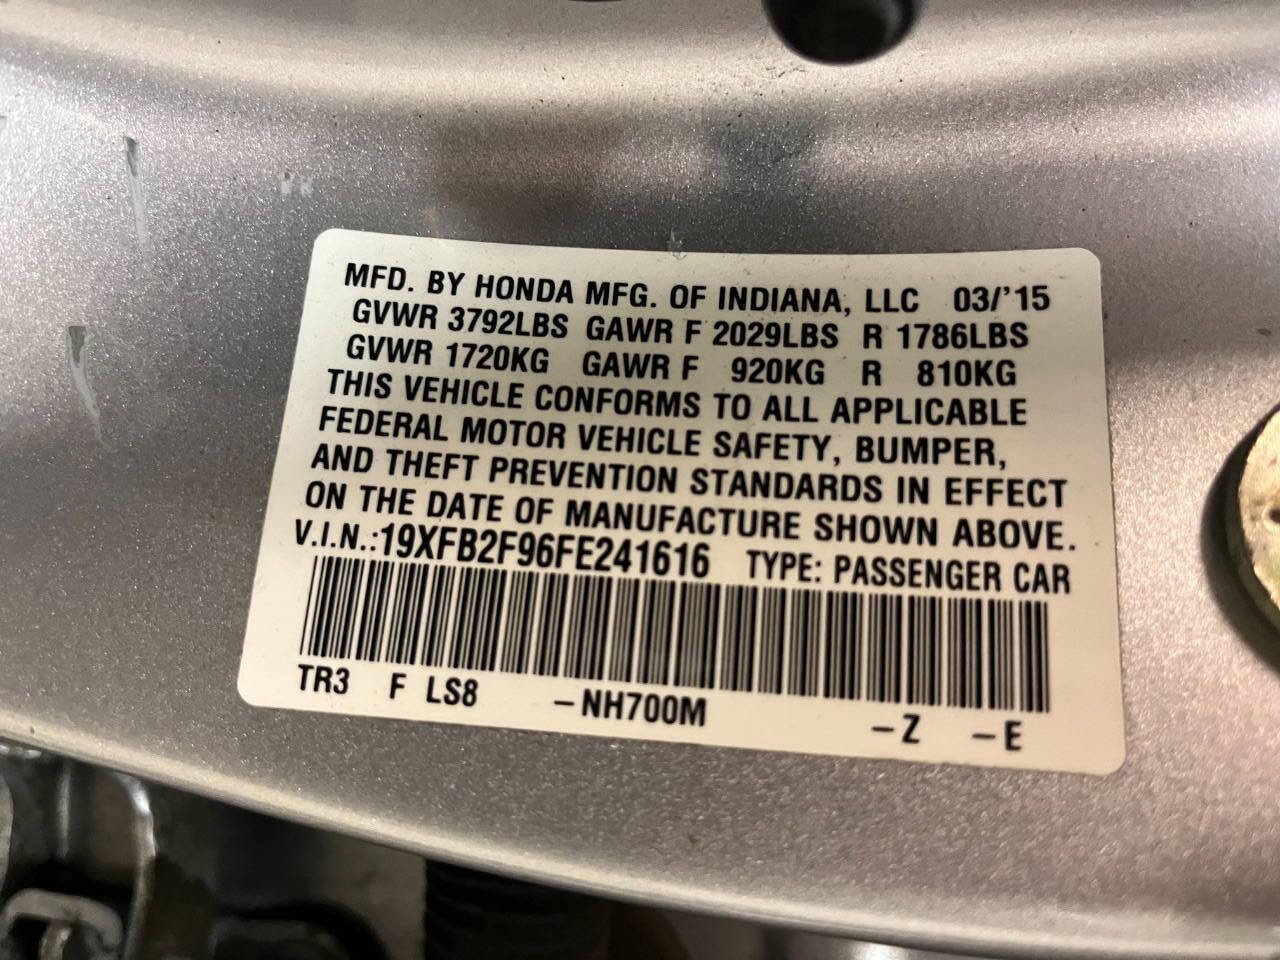 MFD. BY HONDA MFG. OF INDIANA, LLC 03/'15
GVWR 3792LBS GAWR F 2029LBS R 1786LBS
GVWR 1720KG GAWR F 920KG R 810KG
THIS VEHICLE CONFORMS TO ALL APPLICABLE
FEDERAL MOTOR VEHICLE SAFETY, BUMPER,
AND THEFT PREVENTION STANDARDS IN EFFECT
ON THE DATE OF MANUFACTURE SHOWN ABOVE.
V.I.N.:19XFB2F96FE241616 TYPE: PASSENGER CAR
TR3 F LS8 -NH700M -Z -E